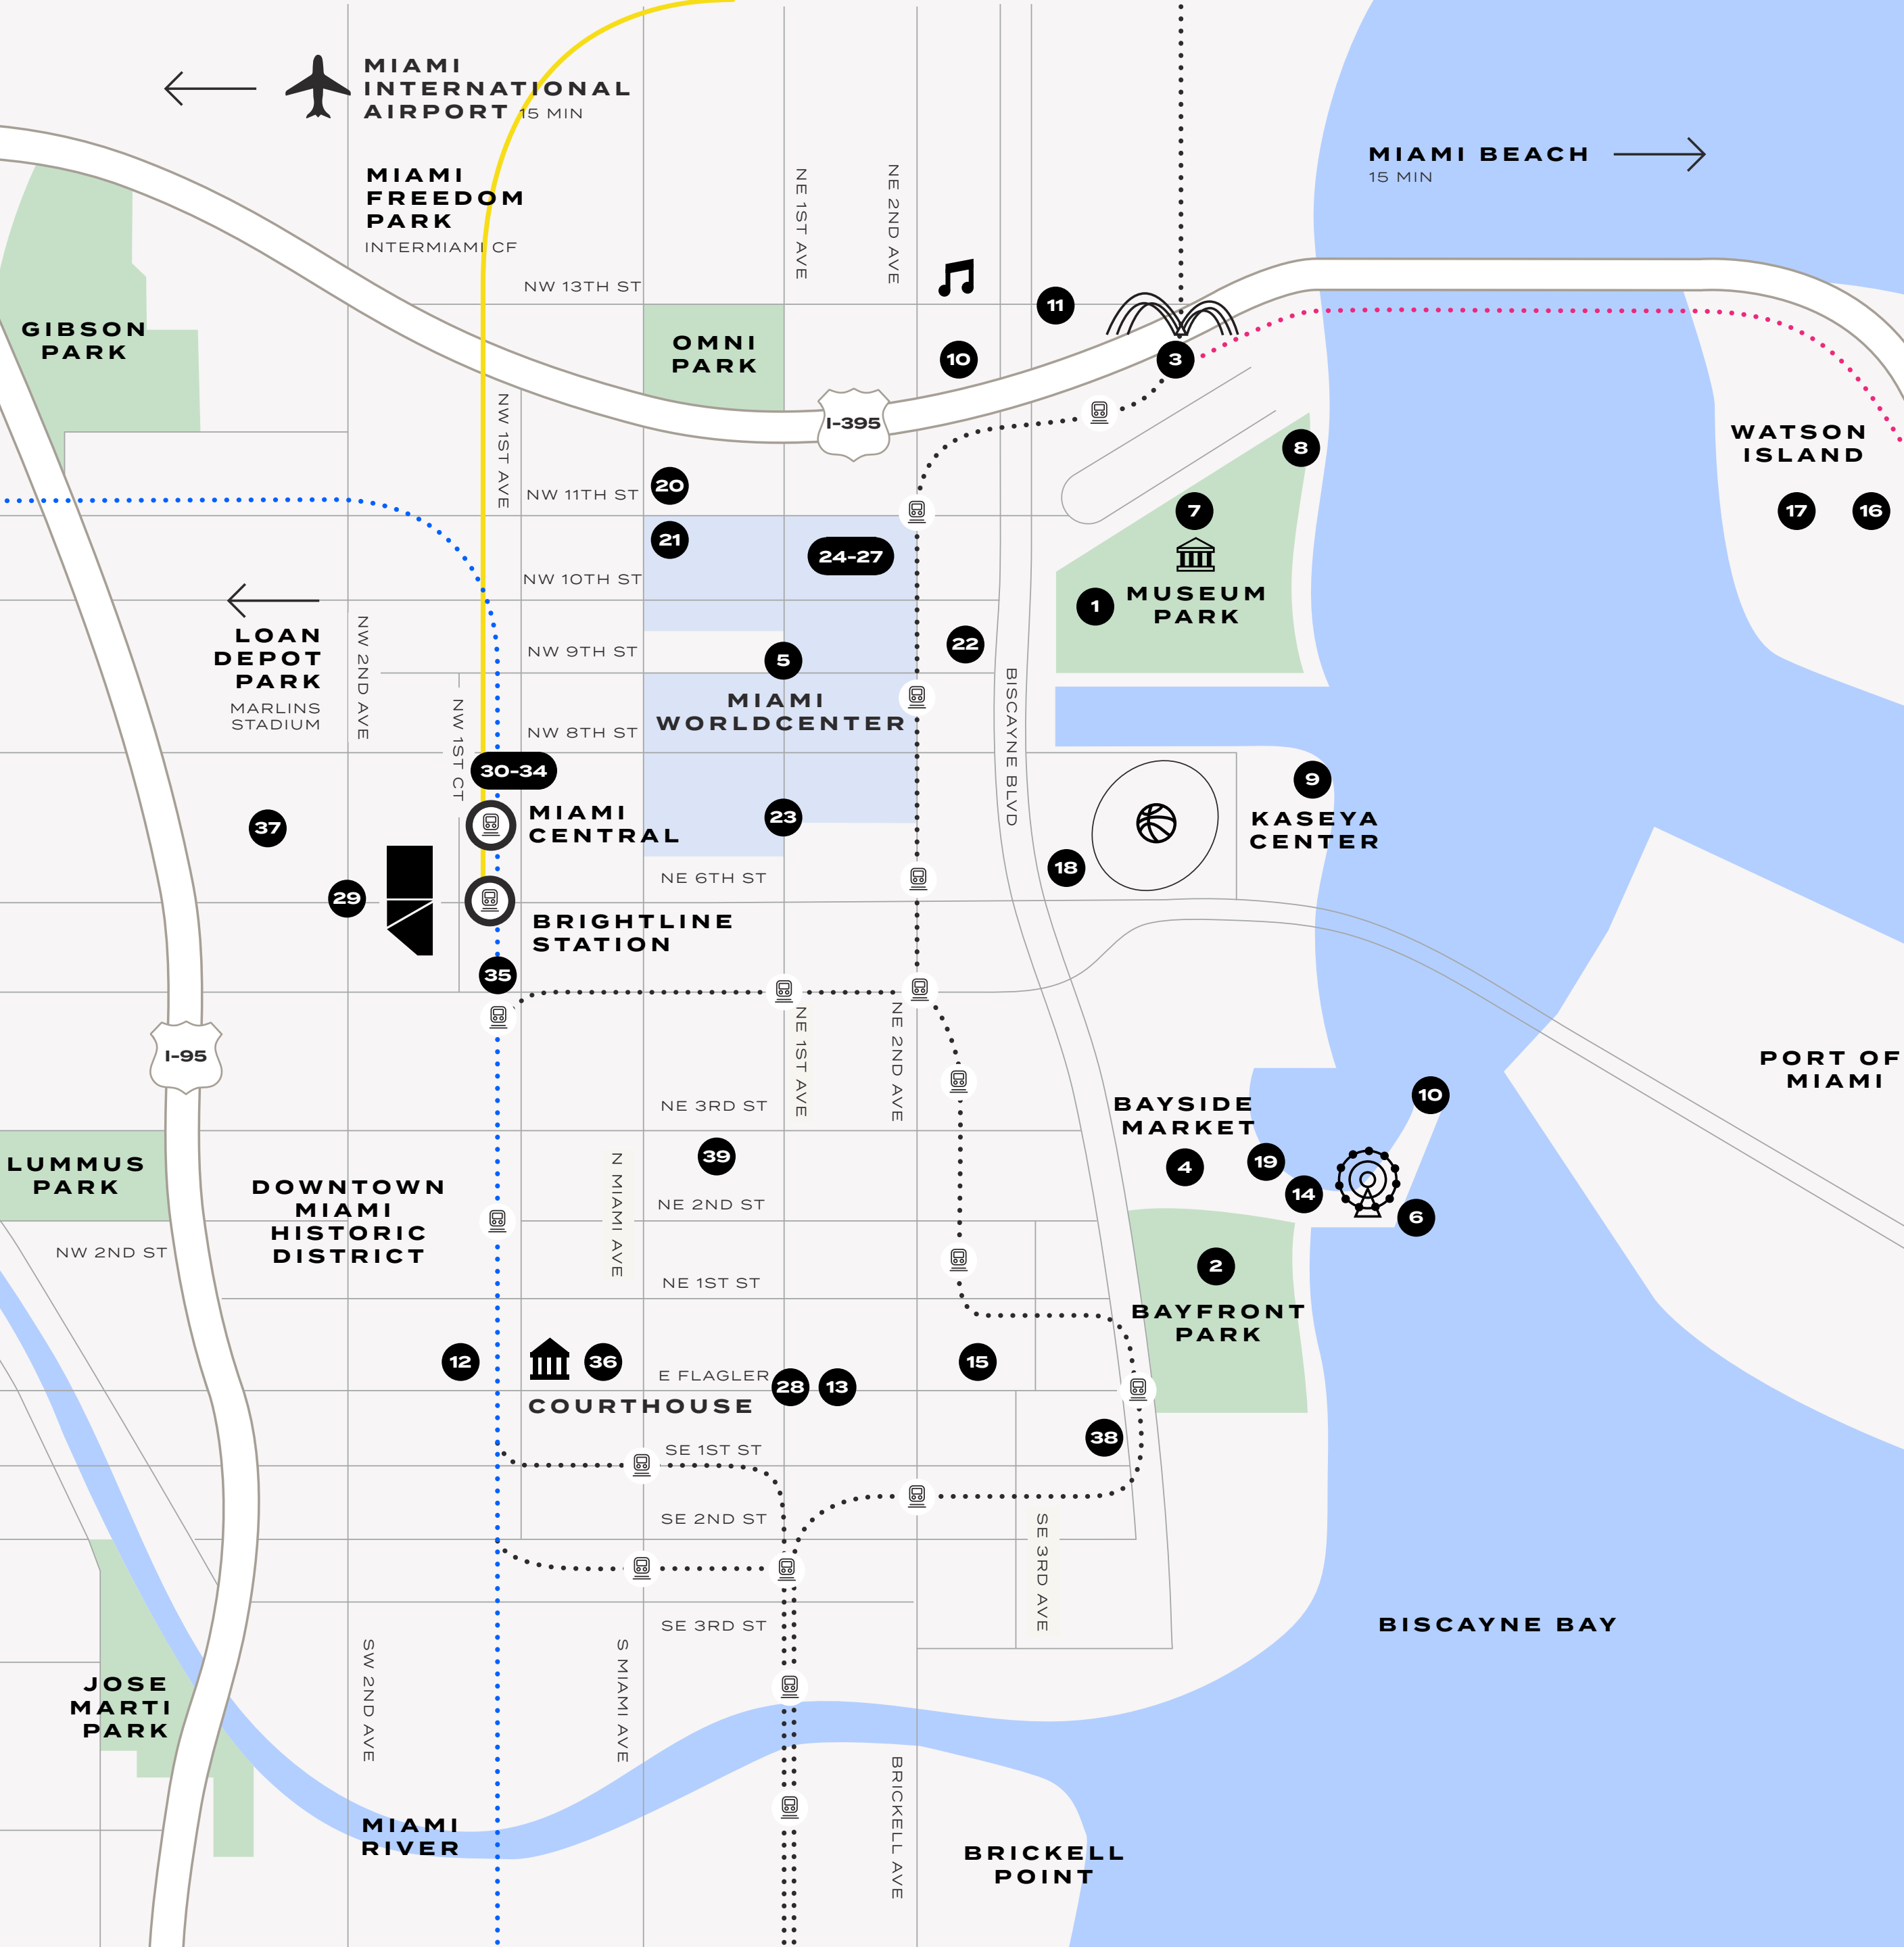 MIAMI
INTERNATIONAL
AIRPORT 15 MIN
MIAMI BEACH
15 MIN
MIAMI
FREEDOM
PARK
INTERMIAMI CF
NE 1ST AVE
NE 2ND AVE
NW 13TH ST
11
GIBSON
PARK
OMNI
PARK
10
3
I-395
NW 1ST AVE
8
WATSON
ISLAND
20
NW 11TH ST
7
17
16
21
24-27
NW 10TH ST
1
MUSEUM
PARK
LOAN
DEPOT
PARK
MARLINS
STADIUM
NW 2ND AVE
NW 9TH ST
5
22
MIAMI
WORLDCENTER
BISCAYNE BLVD
NW 1ST CT
NW 8TH ST
30-34
9
KASEYA
CENTER
MIAMI
CENTRAL
37
23
18
NE 6TH ST
29
BRIGHTLINE
STATION
35
NE 1ST AVE
NE 2ND AVE
I-95
PORT OF
MIAMI
NE 3RD ST
BAYSIDE
MARKET
10
39
4
19
14
6
LUMMUS
PARK
DOWNTOWN
MIAMI
HISTORIC
DISTRICT
N MIAMI AVE
NE 2ND ST
NW 2ND ST
2
NE 1ST ST
BAYFRONT
PARK
12
36
E FLAGLER
28
13
15
COURTHOUSE
38
SE 1ST ST
SE 2ND ST
SE 3RD AVE
SE 3RD ST
BISCAYNE BAY
JOSE
MARTI
PARK
SW 2ND AVE
S MIAMI AVE
BRICKELL AVE
MIAMI
RIVER
BRICKELL
POINT